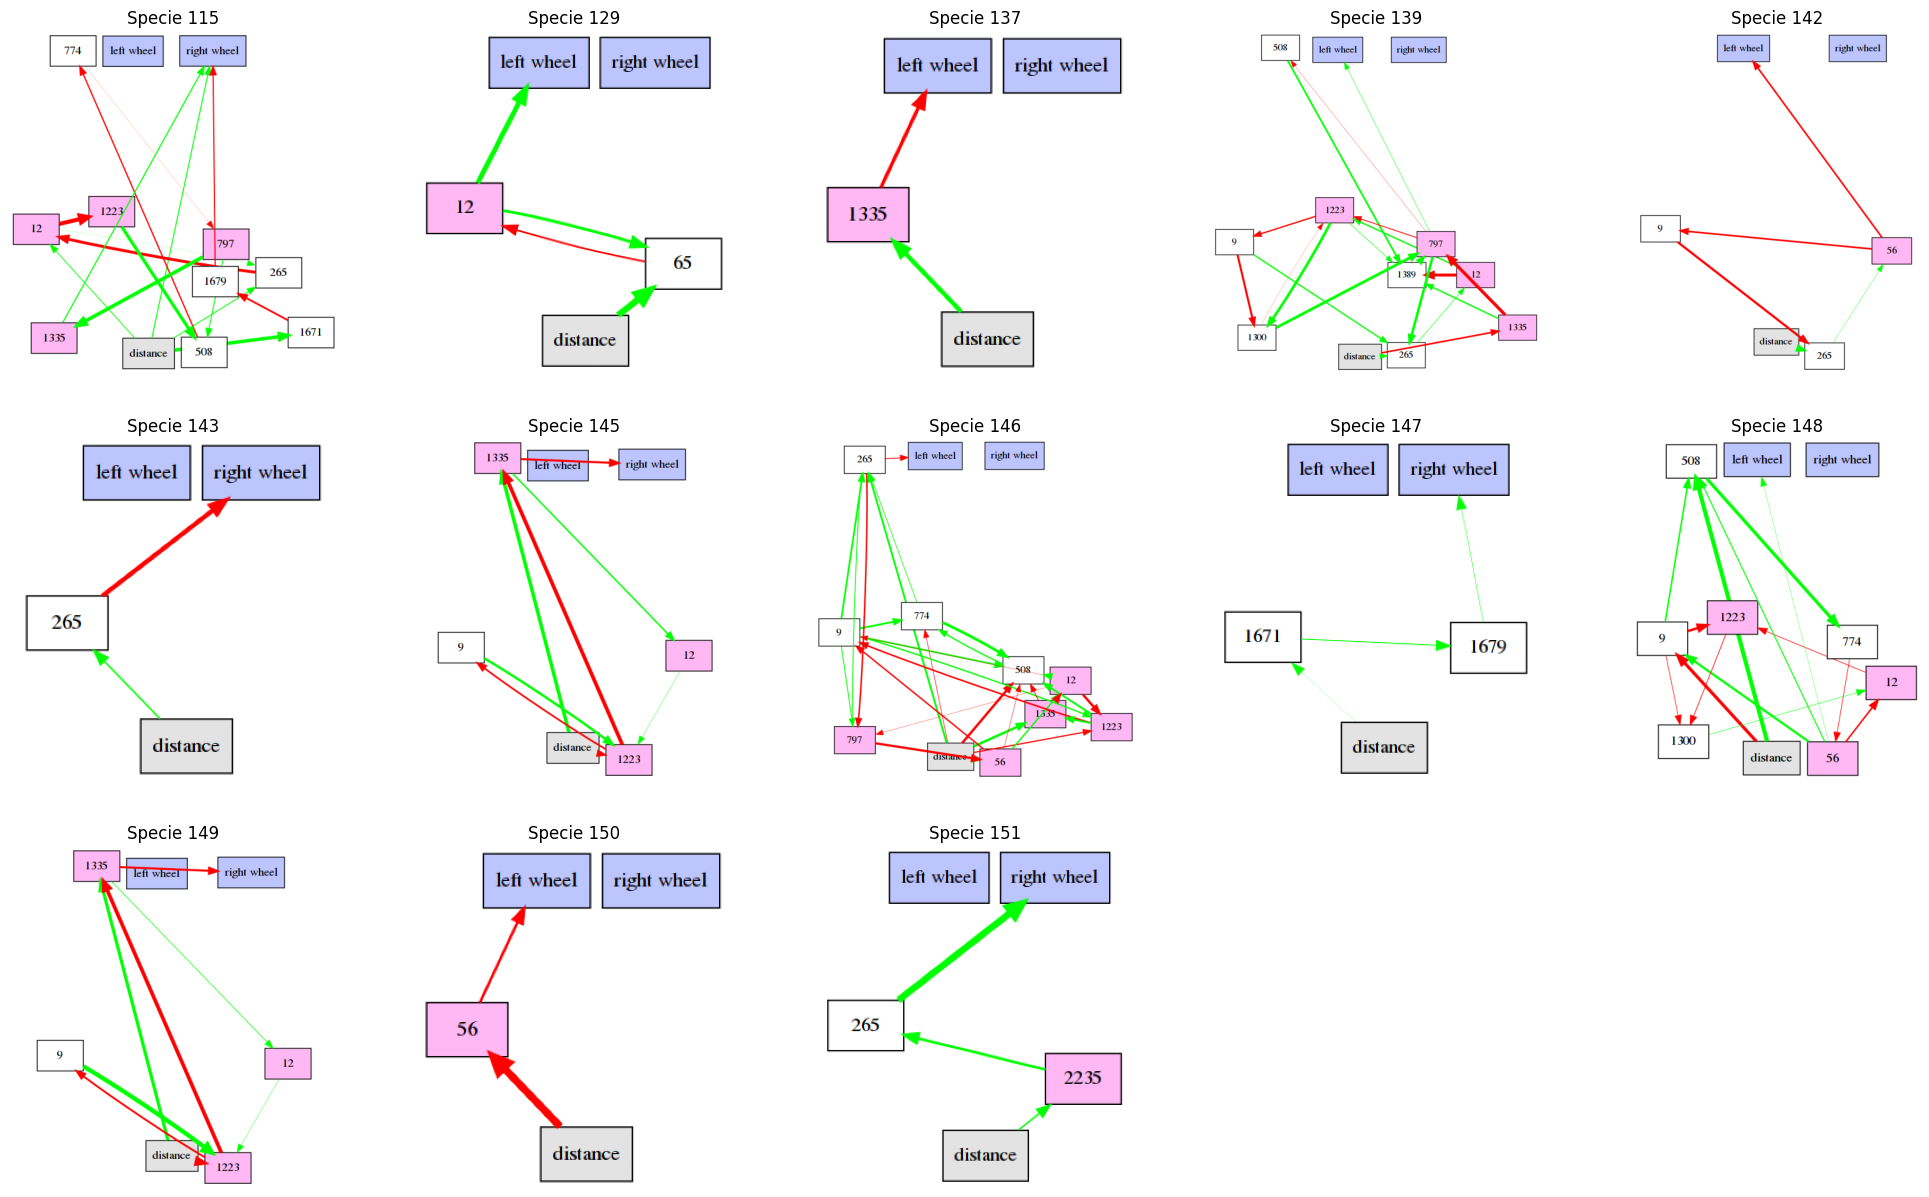 Specie 115
774
left wheel
right wheel
1223
12
797
265
1679
1671
1335
distance
508
Specie 129
left wheel
right wheel
12
65
distance
Specie 137
left wheel
right wheel
1335
distance
Specie 139
508
left wheel
right wheel
1223
9
797
1389
12
1335
1300
distance
265
Specie 142
left wheel
right wheel
9
56
distance
265
Specie 143
left wheel
right wheel
265
distance
Specie 145
1335
left wheel
right wheel
9
12
distance
1223
Specie 146
265
left wheel
right wheel
774
9
508
12
1335
1223
797
distance
56
Specie 147
left wheel
right wheel
1671
1679
distance
Specie 148
508
left wheel
right wheel
1223
9
774
12
1300
distance
56
Specie 149
1335
left wheel
right wheel
9
12
distance
1223
Specie 150
left wheel
right wheel
56
distance
Specie 151
left wheel
right wheel
265
2235
distance